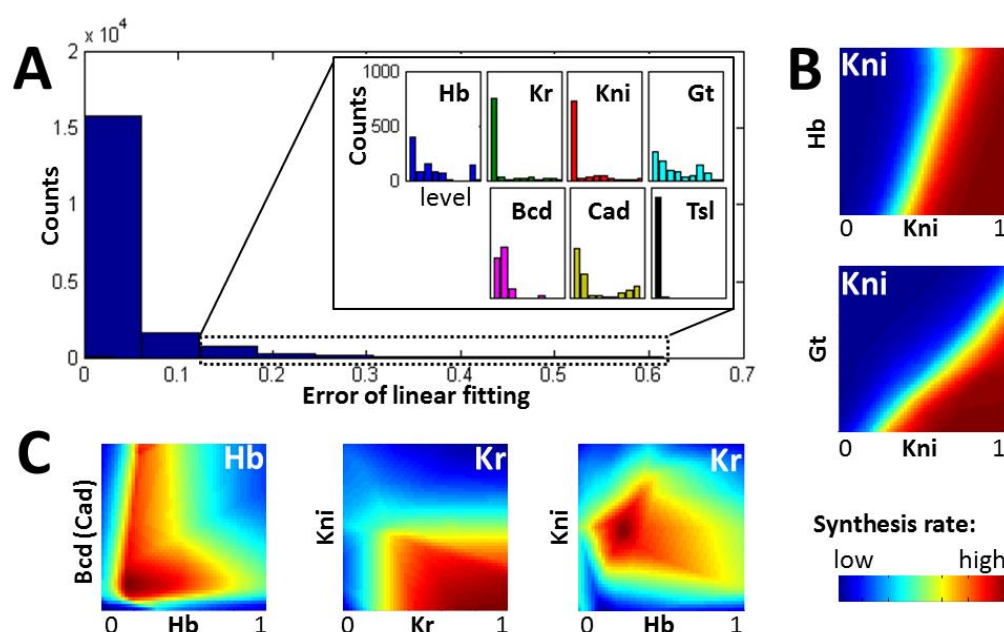 A
x 10^4
2
1.5
1
0.5
0
Counts
0 0.1 0.2 0.3 0.4 0.5 0.6 0.7
Error of linear fitting
1000
500
0
Counts
level
Hb Kr Kni Gt
Bcd Cad Tsl
B
Kni
Hb
0 Kni 1
Kni
Gt
0 Kni 1
Synthesis rate:
low high
C
Hb
Bcd (Cad)
0 Hb 1
Kr
Kni
0 Kr 1
Kr
Kni
0 Hb 1